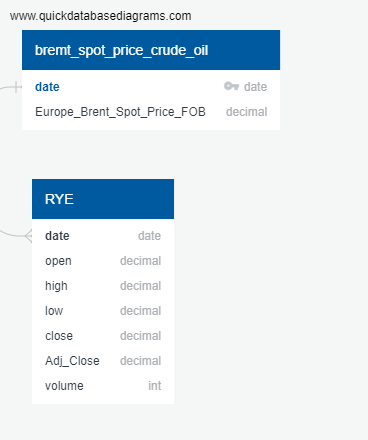 www.quickdatabasediagrams.com
bremt_spot_price_crude_oil
date date
Europe_Brent_Spot_Price_FOB decimal
RYE
date date
open decimal
high decimal
low decimal
close decimal
Adj_Close decimal
volume int